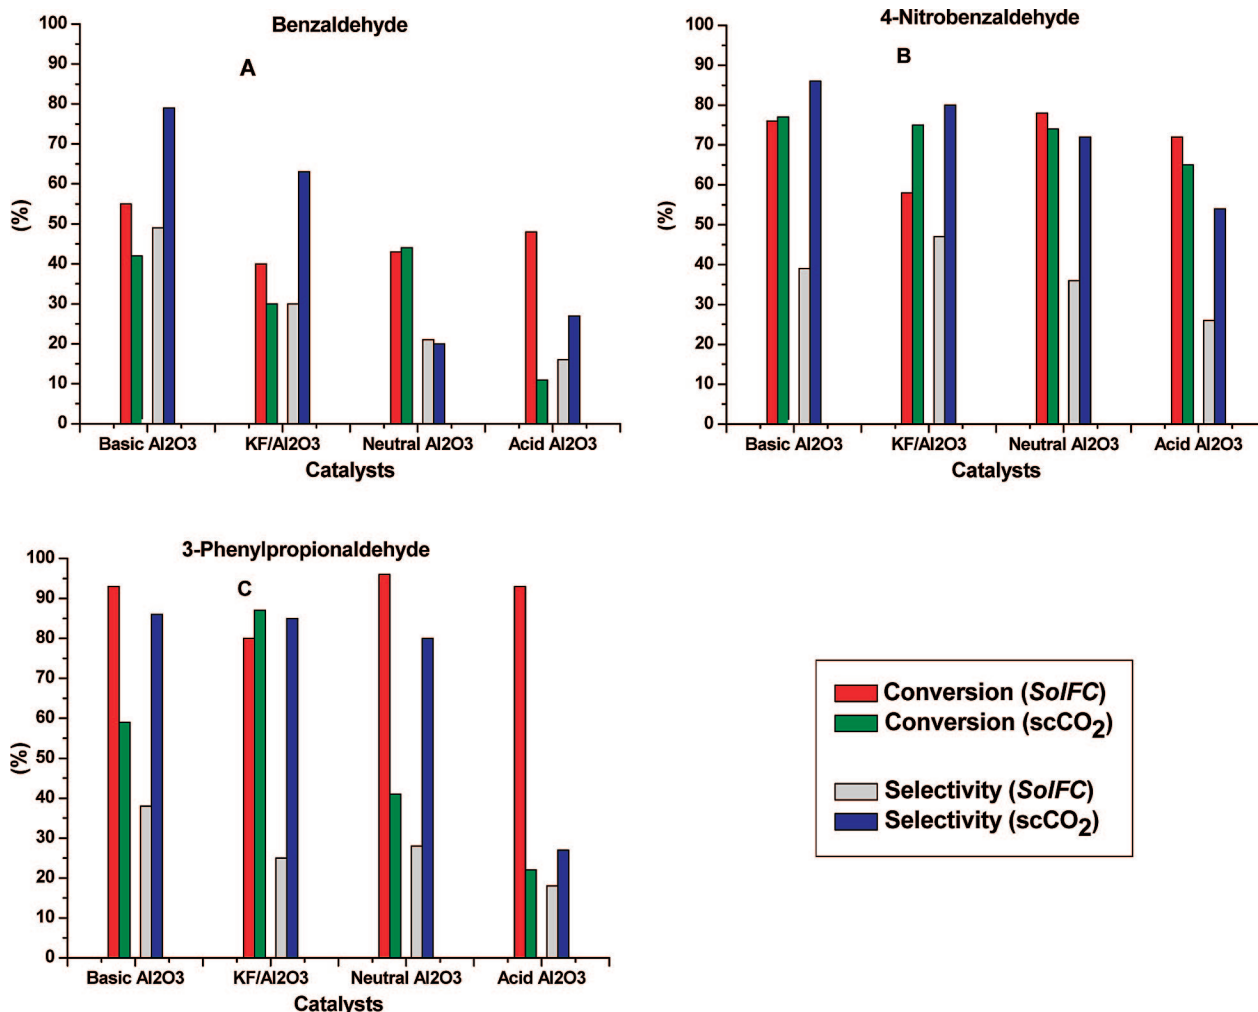 Benzaldehyde
A
100
90
80
70
60
50
40
30
20
10
0
(%)
Basic Al2O3 KF/Al2O3 Neutral Al2O3 Acid Al2O3
Catalysts
4-Nitrobenzaldehyde
B
100
90
80
70
60
50
40
30
20
10
0
(%)
Basic Al2O3 KF/Al2O3 Neutral Al2O3 Acid Al2O3
Catalysts
3-Phenylpropionaldehyde
C
100
90
80
70
60
50
40
30
20
10
0
(%)
Basic Al2O3 KF/Al2O3 Neutral Al2O3 Acid Al2O3
Catalysts
Conversion (SolFC)
Conversion (scCO2)
Selectivity (SolFC)
Selectivity (scCO2)